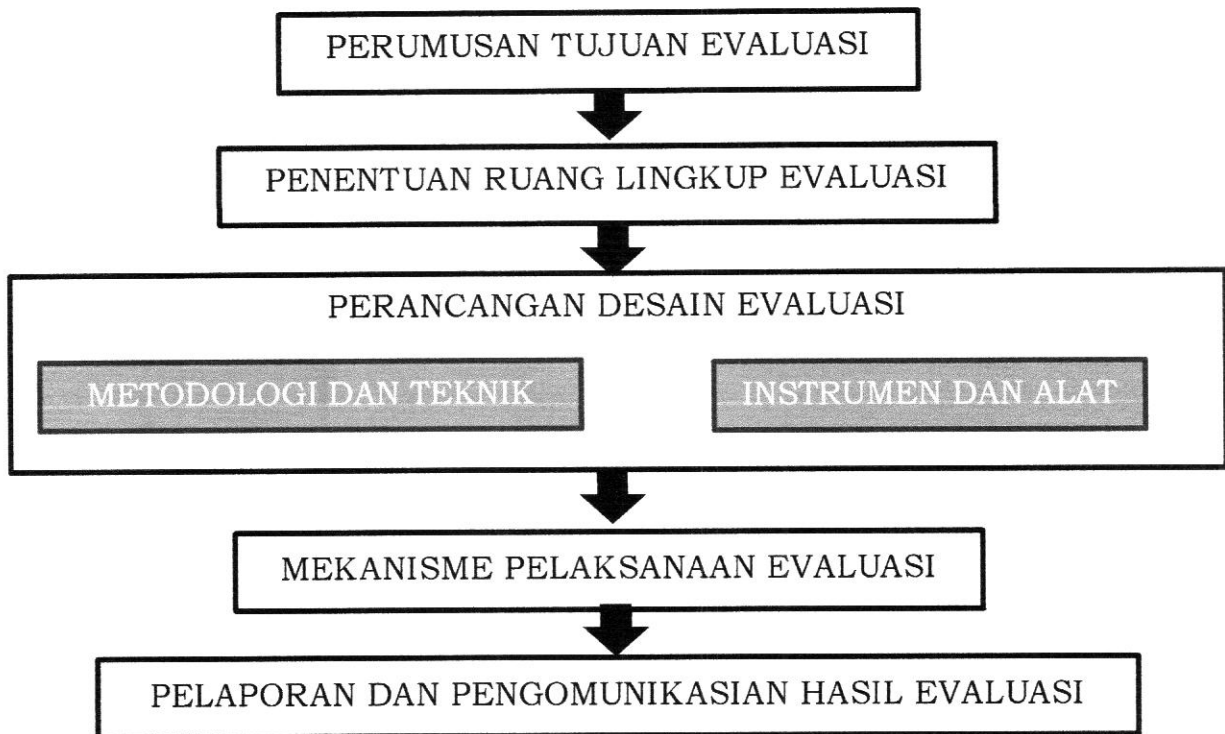 PERUMUSAN TUJUAN EVALUASI
PENENTUAN RUANG LINGKUP EVALUASI
PERANCANGAN DESAIN EVALUASI
METODOLOGI DAN TEKNIK
INSTRUMEN DAN ALAT
MEKANISME PELAKSANAAN EVALUASI
PELAPORAN DAN PENGOMUNIKASIAN HASIL EVALUASI